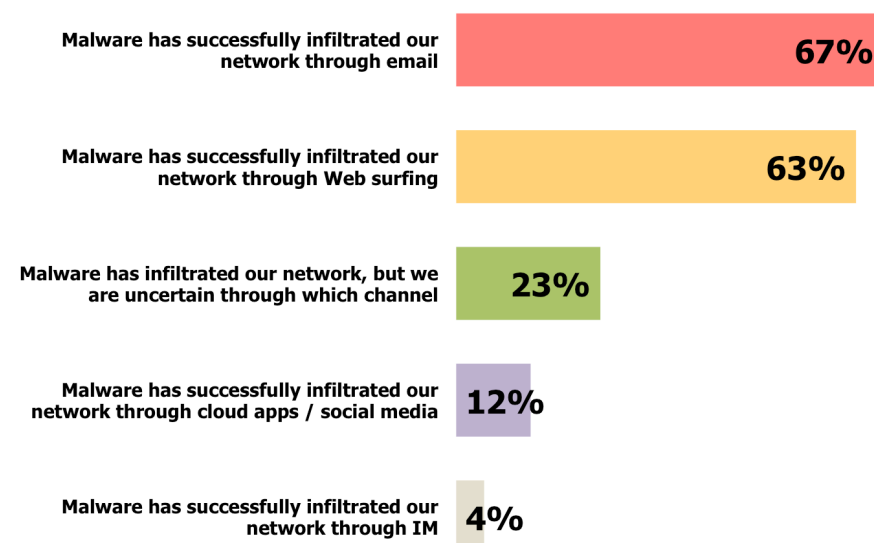 Malware has successfully infiltrated our
network through email
67%
Malware has successfully infiltrated our
network through Web surfing
63%
Malware has infiltrated our network, but we
are uncertain through which channel
23%
Malware has successfully infiltrated our
network through cloud apps / social media
12%
Malware has successfully infiltrated our
network through IM
4%